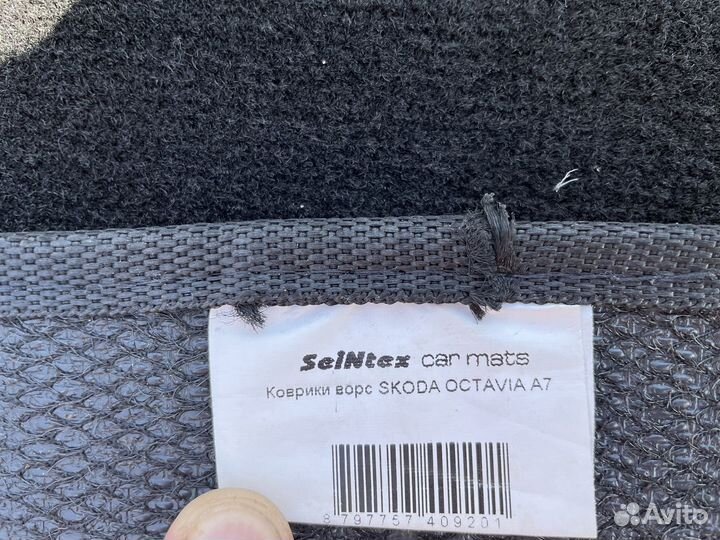 SeiNtex car mats
Коврики ворс SKODA OCTAVIA A7
8 797757 409201
Avito